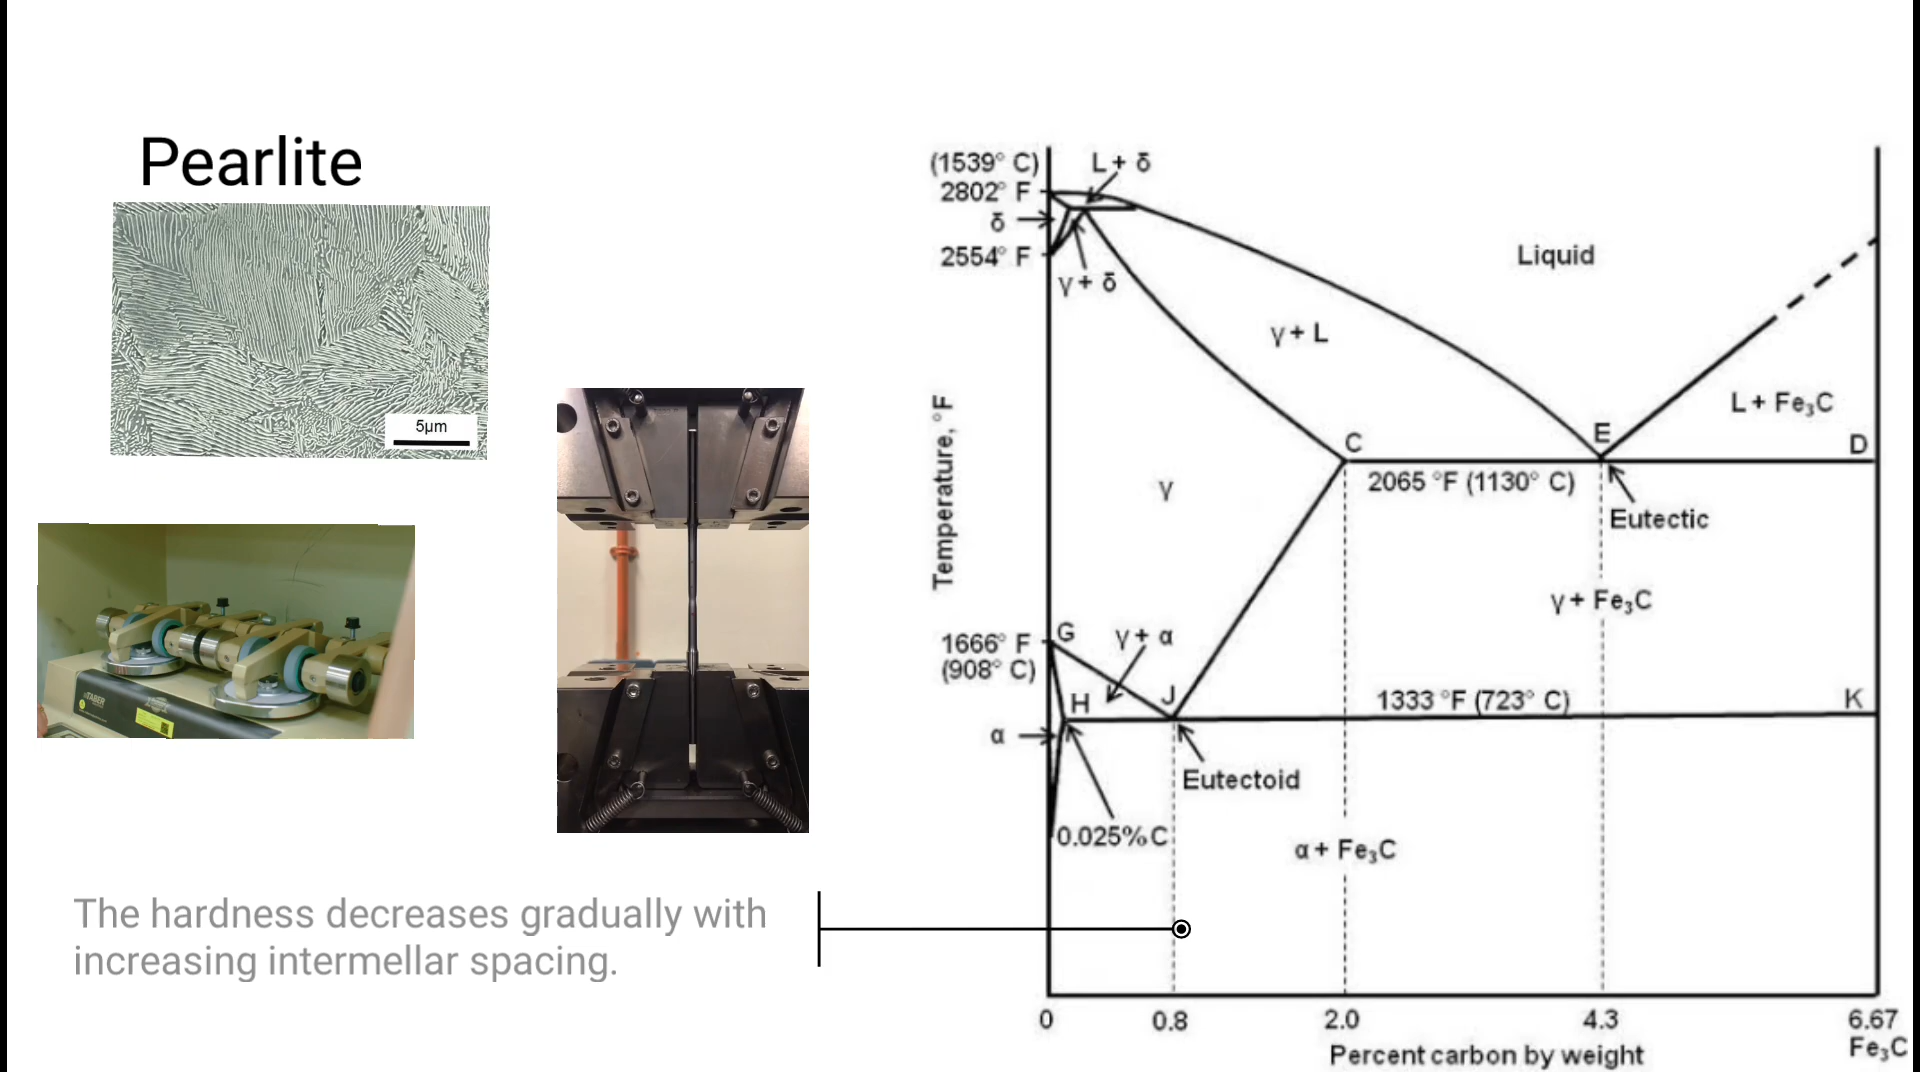 Pearlite
5µm
TABER
The hardness decreases gradually with
increasing intermellar spacing.
(1539° C)
2802° F
L + δ
δ
2554° F
γ + δ
Liquid
γ + L
L + Fe₃C
Temperature, °F
C
E
D
2065 °F (1130° C)
Eutectic
γ
γ + Fe₃C
1666° F
(908° C)
G
γ + α
H
J
1333 °F (723° C)
K
α
Eutectoid
0.025% C
α + Fe₃C
0
0.8
2.0
4.3
6.67
Percent carbon by weight
Fe₃C